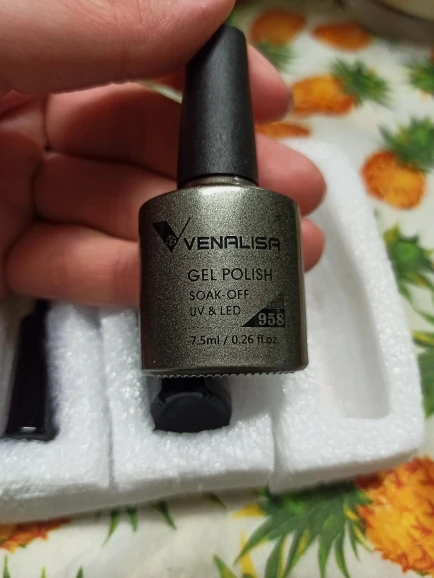 VENALISA
GEL POLISH
SOAK-OFF
UV & LED
958
7.5ml / 0.26 fl.oz.